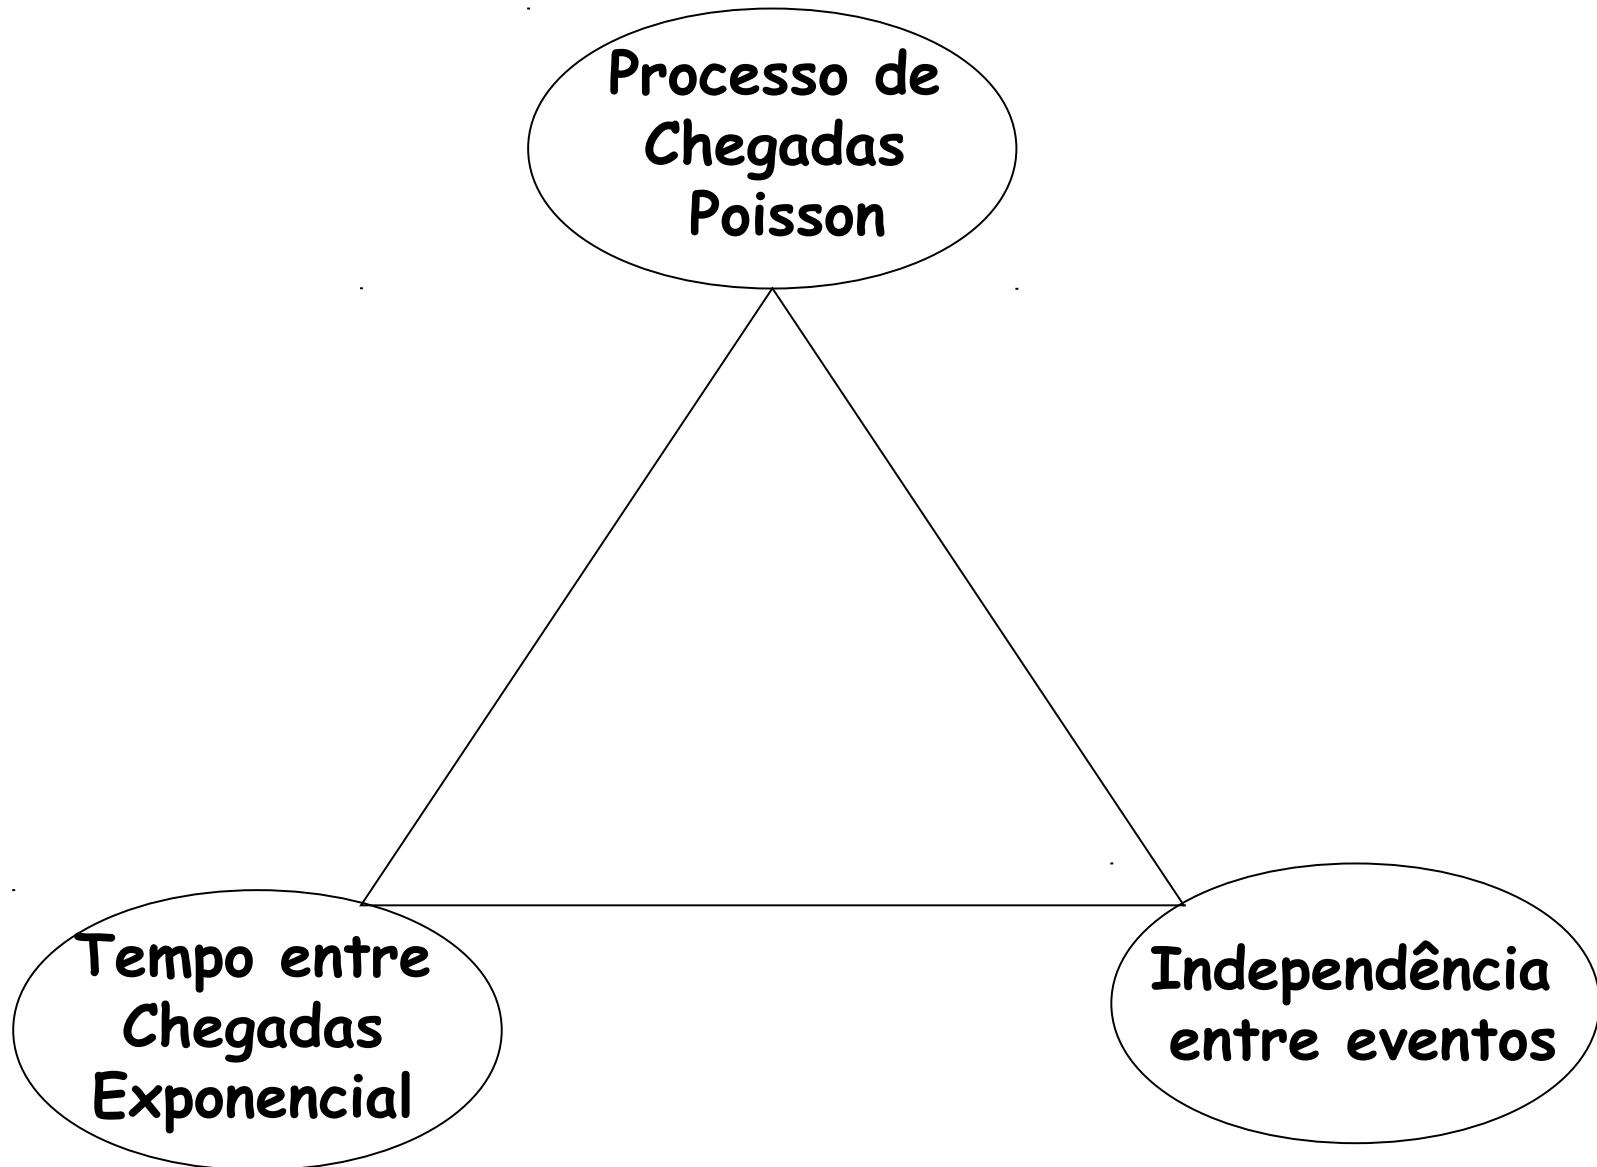 Processo de
Chegadas
Poisson
Tempo entre
Chegadas
Exponencial
Independência
entre eventos